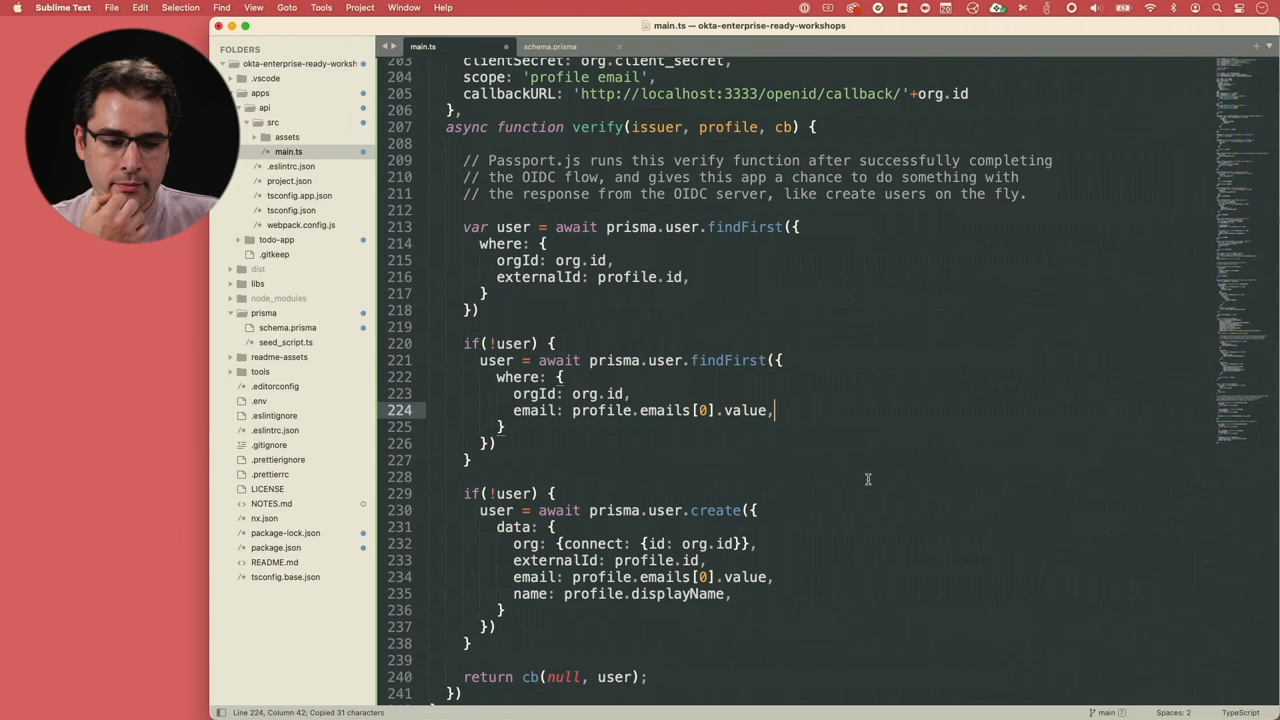 Sublime Text File Edit Selection Find View Goto Tools Project Window Help
main.ts — okta-enterprise-ready-workshops
FOLDERS
okta-enterprise-ready-worksh
.vscode
apps
api
src
assets
main.ts
.eslintrc.json
project.json
tsconfig.app.json
tsconfig.json
webpack.config.js
todo-app
.gitkeep
dist
libs
node_modules
prisma
schema.prisma
seed_script.ts
readme-assets
tools
.editorconfig
.env
.eslintignore
.eslintrc.json
.gitignore
.prettierignore
.prettierrc
LICENSE
NOTES.md
nx.json
package-lock.json
package.json
README.md
tsconfig.base.json
main.ts schema.prisma
203 clientSecret: org.client_secret,
204 scope: 'profile email',
205 callbackURL: 'http://localhost:3333/openid/callback/'+org.id
206 },
207 async function verify(issuer, profile, cb) {
208
209 // Passport.js runs this verify function after successfully completing
210 // the OIDC flow, and gives this app a chance to do something with
211 // the response from the OIDC server, like create users on the fly.
212
213 var user = await prisma.user.findFirst({
214 where: {
215 orgId: org.id,
216 externalId: profile.id,
217 }
218 })
219
220 if(!user) {
221 user = await prisma.user.findFirst({
222 where: {
223 orgId: org.id,
224 email: profile.emails[0].value,
225 }
226 })
227 }
228
229 if(!user) {
230 user = await prisma.user.create({
231 data: {
232 org: {connect: {id: org.id}},
233 externalId: profile.id,
234 email: profile.emails[0].value,
235 name: profile.displayName,
236 }
237 })
238 }
239
240 return cb(null, user);
241 })
Line 224, Column 42; Copied 31 characters main 7 Spaces: 2 TypeScript